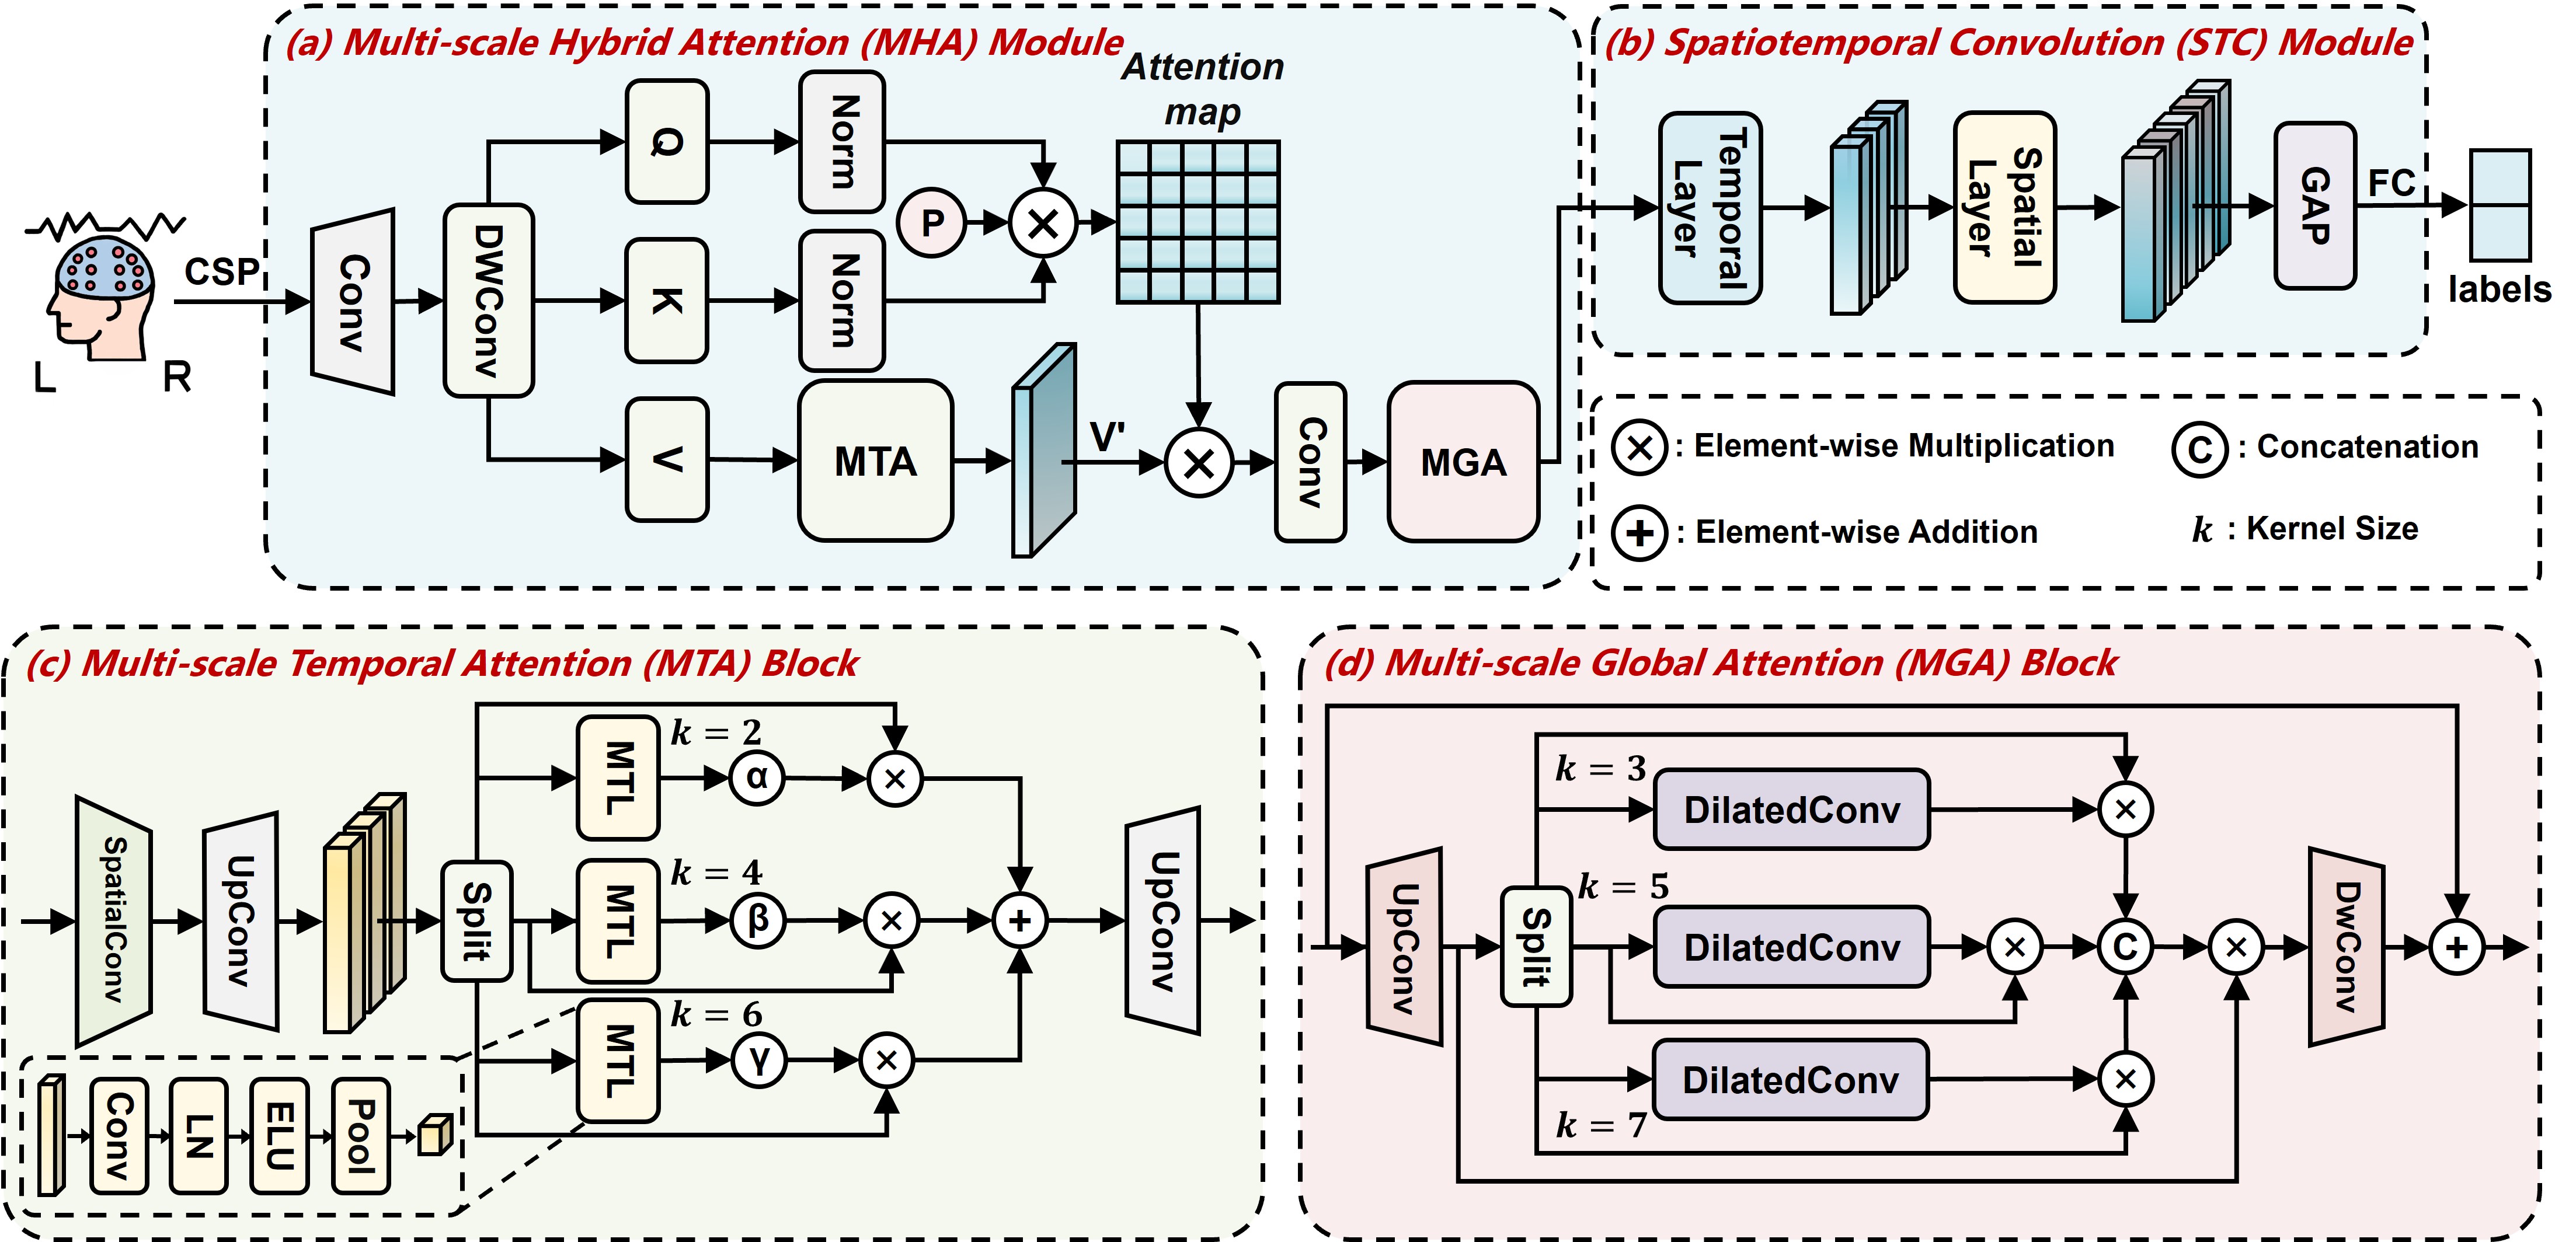 (a) Multi-scale Hybrid Attention (MHA) Module
Attention
map
Q
Norm
P
×
CSP
Conv
DWConv
K
Norm
L
R
V
MTA
V'
×
Conv
MGA
(b) Spatiotemporal Convolution (STC) Module
Temporal
Layer
Spatial
Layer
GAP
FC
labels
× : Element-wise Multiplication
C : Concatenation
+ : Element-wise Addition
k : Kernel Size
(c) Multi-scale Temporal Attention (MTA) Block
SpatialConv
UpConv
Split
MTL
k = 2
α
×
MTL
k = 4
β
×
+
UpConv
MTL
k = 6
γ
×
Conv
LN
ELU
Pool
(d) Multi-scale Global Attention (MGA) Block
UpConv
Split
k = 3
DilatedConv
×
k = 5
DilatedConv
×
C
×
DwConv
+
DilatedConv
×
k = 7